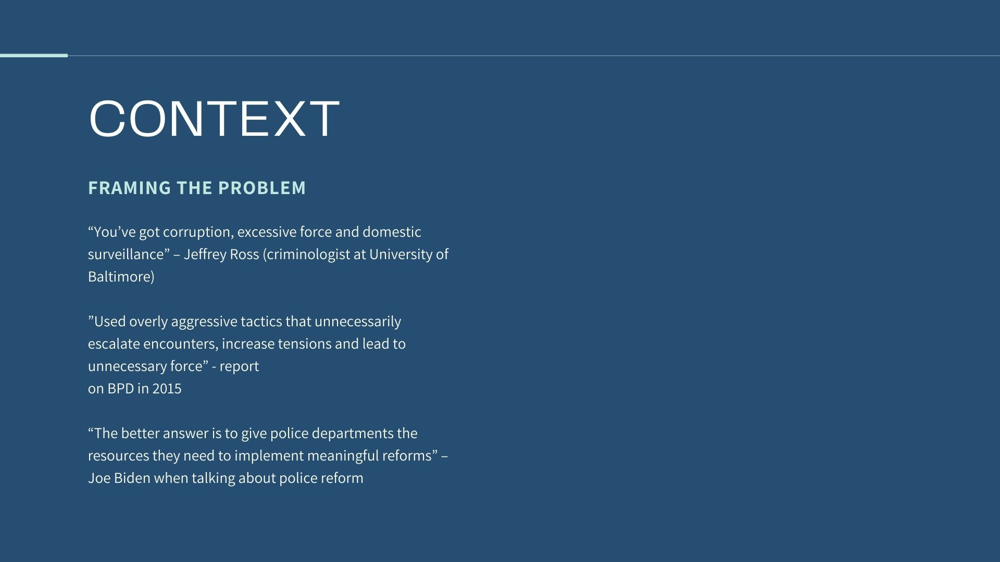 CONTEXT
FRAMING THE PROBLEM
“You’ve got corruption, excessive force and domestic
surveillance” – Jeffrey Ross (criminologist at University of
Baltimore)
”Used overly aggressive tactics that unnecessarily
escalate encounters, increase tensions and lead to
unnecessary force” - report
on BPD in 2015
“The better answer is to give police departments the
resources they need to implement meaningful reforms” –
Joe Biden when talking about police reform